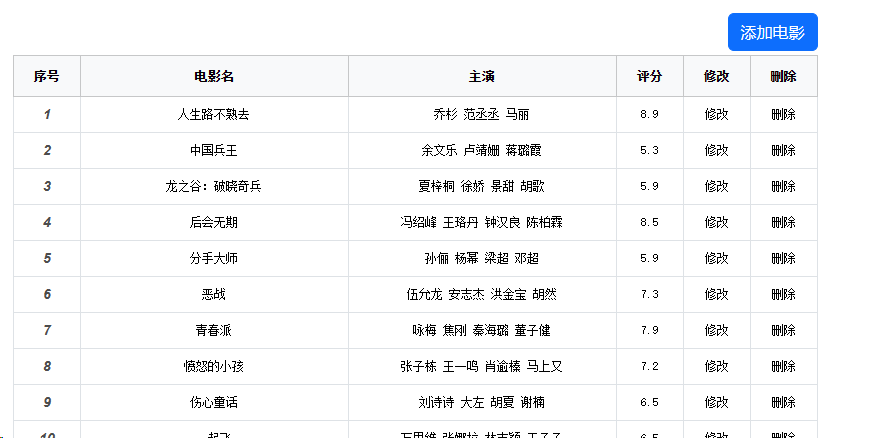 添加电影
序号 电影名 主演 评分 修改 删除
1 人生路不熟去 乔杉 范丞丞 马丽 8.9 修改 删除
2 中国兵王 余文乐 卢靖姗 蒋璐霞 5.3 修改 删除
3 龙之谷：破晓奇兵 夏梓桐 徐娇 景甜 胡歌 5.9 修改 删除
4 后会无期 冯绍峰 王珞丹 钟汉良 陈柏霖 8.5 修改 删除
5 分手大师 孙俪 杨幂 梁超 邓超 5.9 修改 删除
6 恶战 伍允龙 安志杰 洪金宝 胡然 7.3 修改 删除
7 青春派 咏梅 焦刚 秦海璐 董子健 7.9 修改 删除
8 愤怒的小孩 张子栋 王一鸣 肖逾榛 马上又 7.2 修改 删除
9 伤心童话 刘诗诗 大左 胡夏 谢楠 6.5 修改 删除
10 起飞 6.5 修改 删除